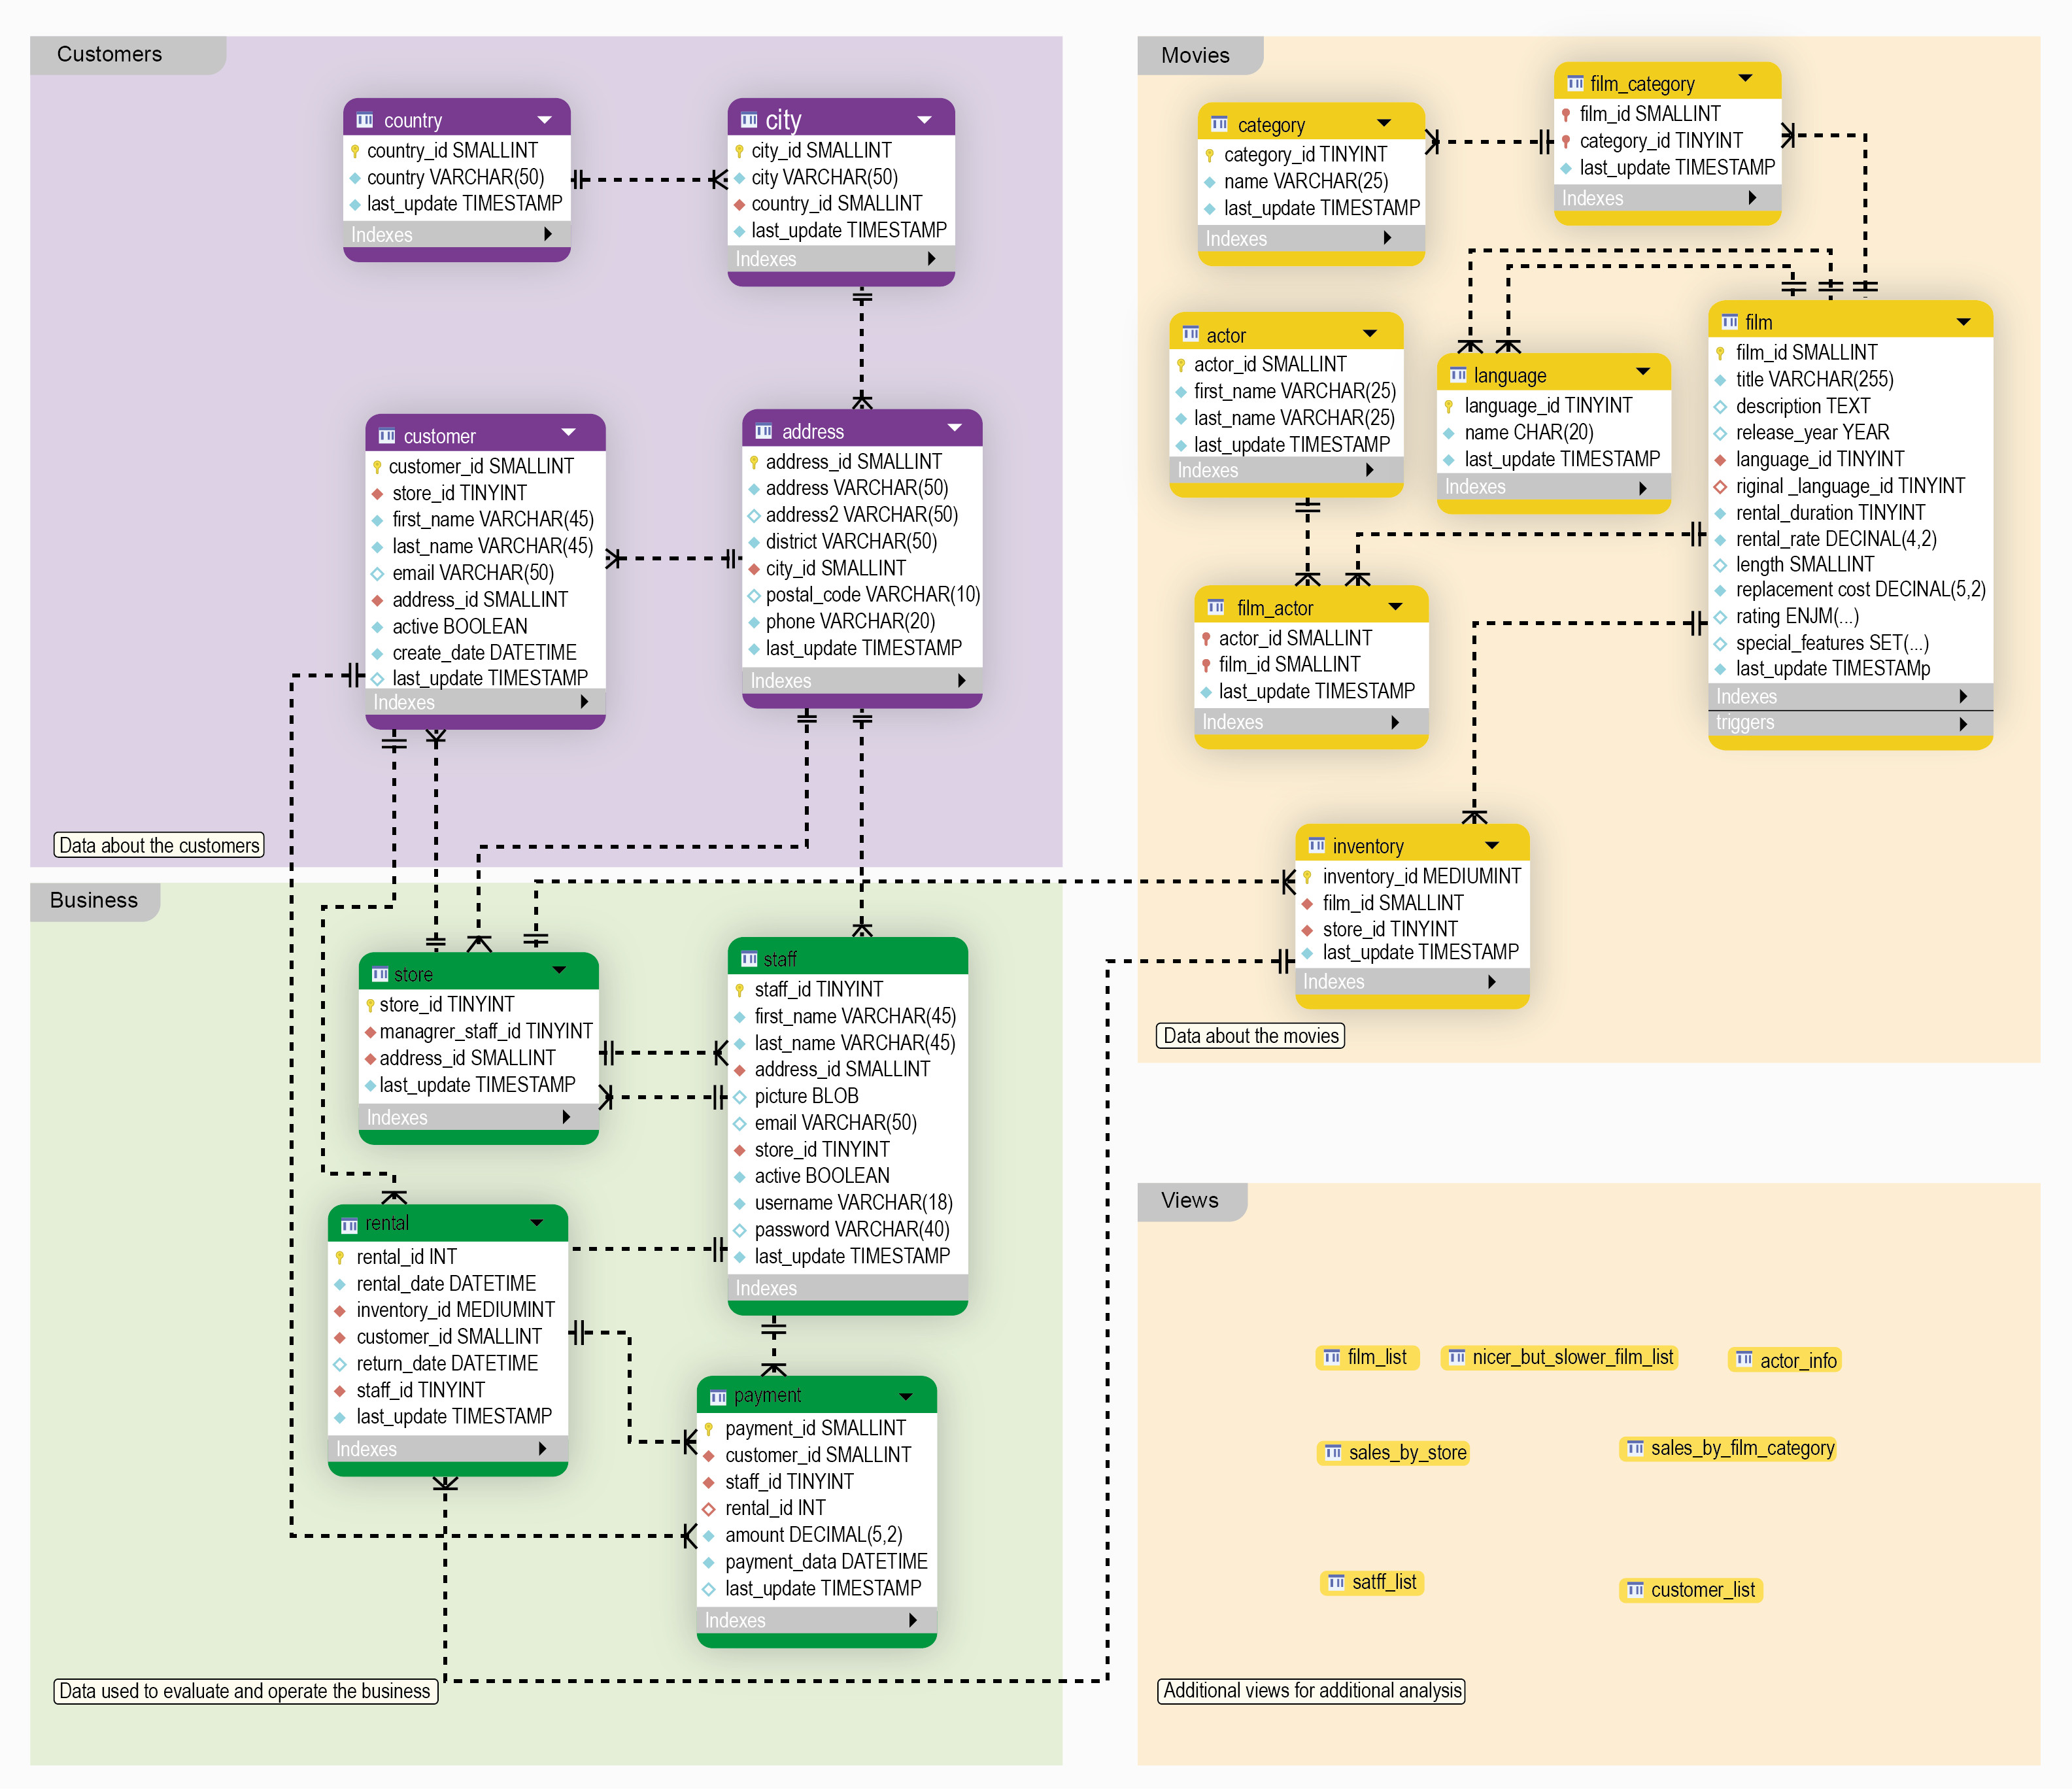 Customers
country
country_id SMALLINT
country VARCHAR(50)
last_update TIMESTAMP
Indexes
city
city_id SMALLINT
city VARCHAR(50)
country_id SMALLINT
last_update TIMESTAMP
Indexes
customer
customer_id SMALLINT
store_id TINYINT
first_name VARCHAR(45)
last_name VARCHAR(45)
email VARCHAR(50)
address_id SMALLINT
active BOOLEAN
create_date DATETIME
last_update TIMESTAMP
Indexes
address
address_id SMALLINT
address VARCHAR(50)
address2 VARCHAR(50)
district VARCHAR(50)
city_id SMALLINT
postal_code VARCHAR(10)
phone VARCHAR(20)
last_update TIMESTAMP
Indexes
Data about the customers
Business
store
store_id TINYINT
managrer_staff_id TINYINT
address_id SMALLINT
last_update TIMESTAMP
Indexes
staff
staff_id TINYINT
first_name VARCHAR(45)
last_name VARCHAR(45)
address_id SMALLINT
picture BLOB
email VARCHAR(50)
store_id TINYINT
active BOOLEAN
username VARCHAR(18)
password VARCHAR(40)
last_update TIMESTAMP
Indexes
rental
rental_id INT
rental_date DATETIME
inventory_id MEDIUMINT
customer_id SMALLINT
return_date DATETIME
staff_id TINYINT
last_update TIMESTAMP
Indexes
payment
payment_id SMALLINT
customer_id SMALLINT
staff_id TINYINT
rental_id INT
amount DECIMAL(5,2)
payment_data DATETIME
last_update TIMESTAMP
Indexes
Data used to evaluate and operate the business
Movies
category
category_id TINYINT
name VARCHAR(25)
last_update TIMESTAMP
Indexes
film_category
film_id SMALLINT
category_id TINYINT
last_update TIMESTAMP
Indexes
actor
actor_id SMALLINT
first_name VARCHAR(25)
last_name VARCHAR(25)
last_update TIMESTAMP
Indexes
language
language_id TINYINT
name CHAR(20)
last_update TIMESTAMP
Indexes
film
film_id SMALLINT
title VARCHAR(255)
description TEXT
release_year YEAR
language_id TINYINT
riginal _language_id TINYINT
rental_duration TINYINT
rental_rate DECINAL(4,2)
length SMALLINT
replacement cost DECINAL(5,2)
rating ENJM(...)
special_features SET(...)
last_update TIMESTAMp
Indexes
triggers
film_actor
actor_id SMALLINT
film_id SMALLINT
last_update TIMESTAMP
Indexes
inventory
inventory_id MEDIUMINT
film_id SMALLINT
store_id TINYINT
last_update TIMESTAMP
Indexes
Data about the movies
Views
film_list
nicer_but_slower_film_list
actor_info
sales_by_store
sales_by_film_category
satff_list
customer_list
Additional views for additional analysis